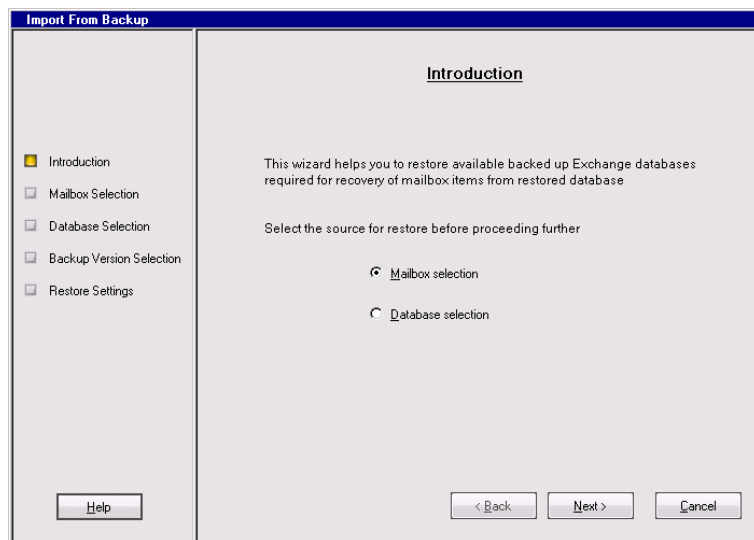 Import From Backup
Introduction
Mailbox Selection
Database Selection
Backup Version Selection
Restore Settings
Help
Introduction
This wizard helps you to restore available backed up Exchange databases
required for recovery of mailbox items from restored database
Select the source for restore before proceeding further
Mailbox selection
Database selection
< Back
Next >
Cancel